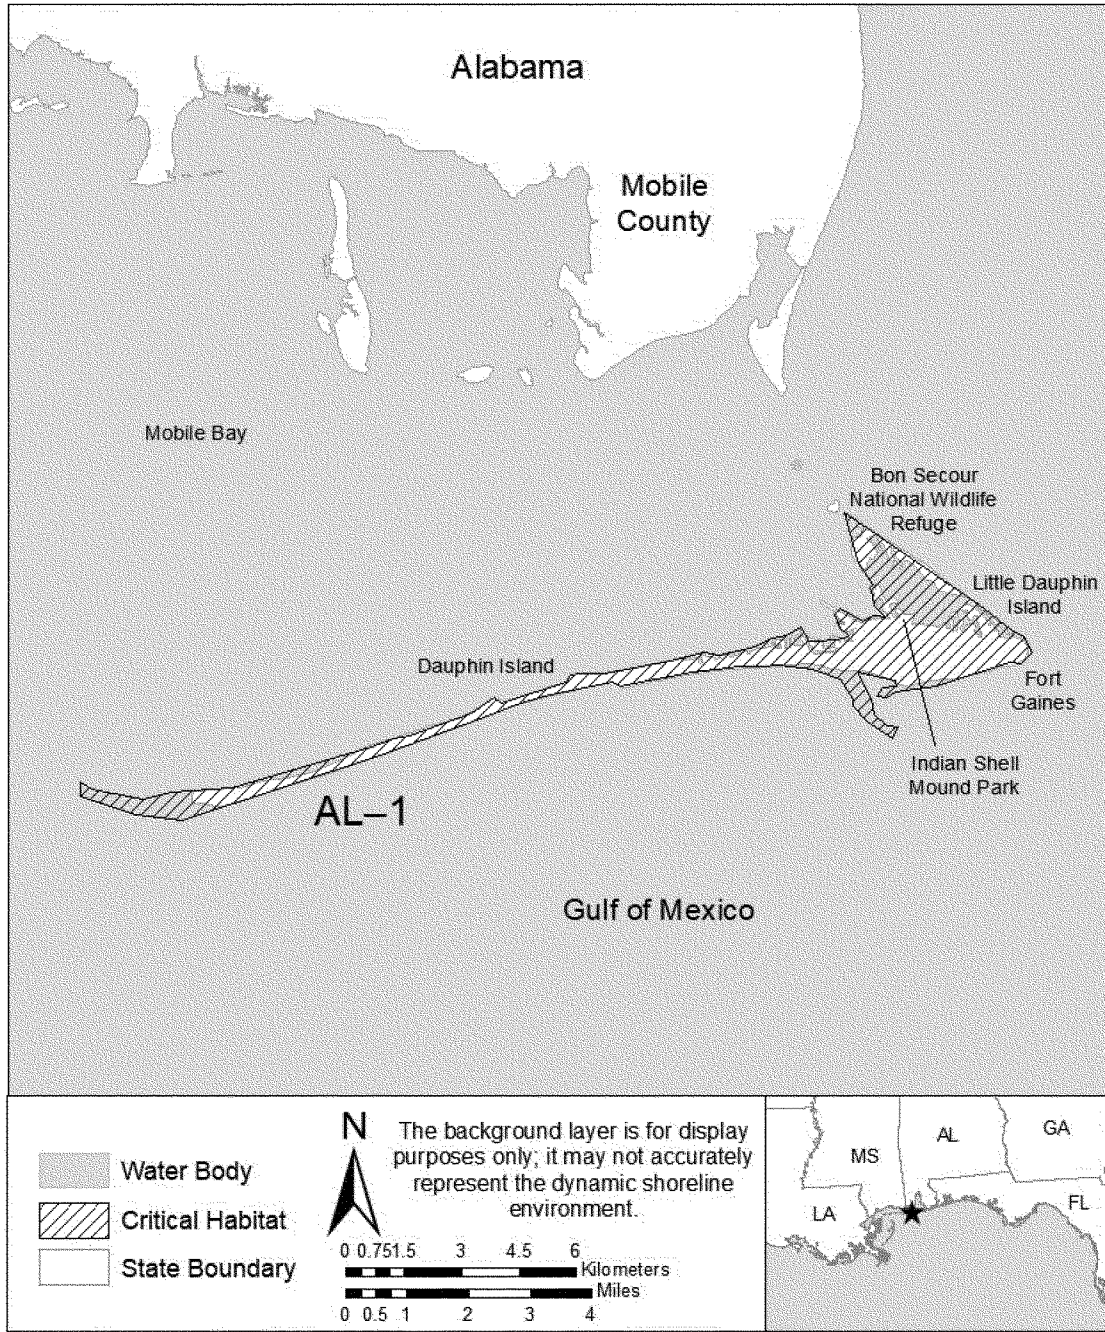 Alabama
Mobile
County
Mobile Bay
Bon Secour
National Wildlife
Refuge
Little Dauphin
Island
Dauphin Island
Fort
Gaines
Indian Shell
Mound Park
AL–1
Gulf of Mexico
Water Body
Critical Habitat
State Boundary
N
The background layer is for display
purposes only; it may not accurately
represent the dynamic shoreline
environment.
0 0.75 1.5 3 4.5 6
Kilometers
Miles
0 0.5 1 2 3 4
MS
AL
GA
LA
FL